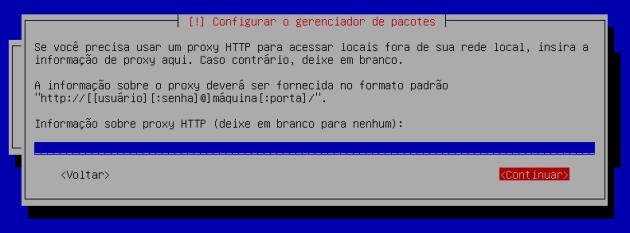 [!] Configurar o gerenciador de pacotes
Se você precisa usar um proxy HTTP para acessar locais fora de sua rede local, insira a
informação de proxy aqui. Caso contrário, deixe em branco.
A informação sobre o proxy deverá ser fornecida no formato padrão
"http://[[usuário][:senha]@]máquina[:porta]/".
Informação sobre proxy HTTP (deixe em branco para nenhum):
<Voltar>
<Continuar>